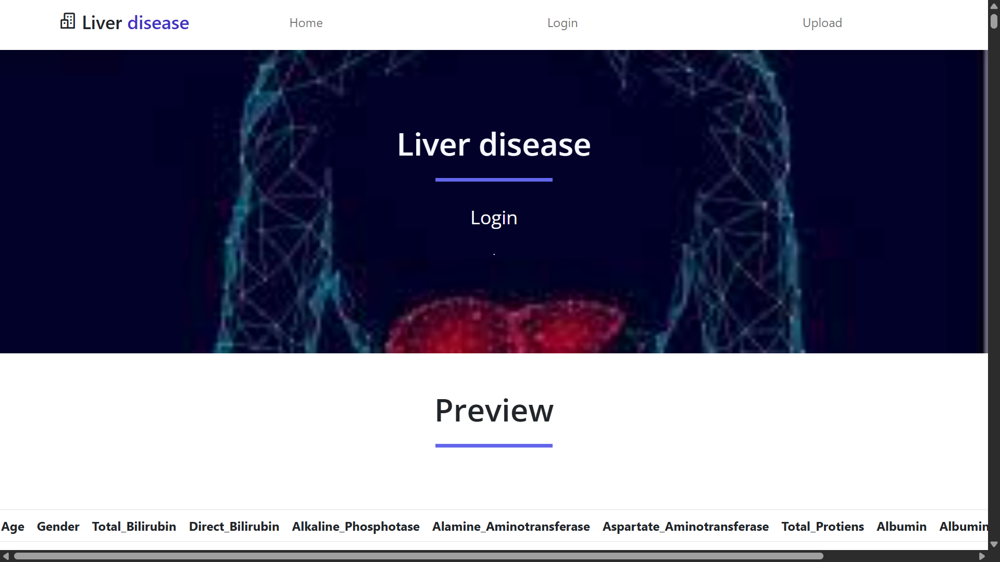 Liver disease
Home
Login
Upload
Liver disease
Login
.
Preview
Age Gender Total_Bilirubin Direct_Bilirubin Alkaline_Phosphotase Alamine_Aminotransferase Aspartate_Aminotransferase Total_Protiens Albumin Albumin